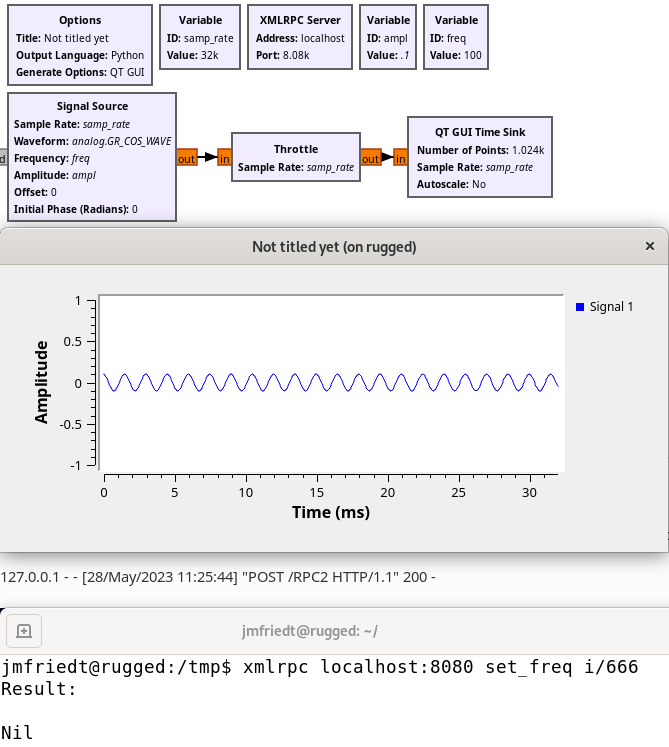 Options
Title: Not titled yet
Output Language: Python
Generate Options: QT GUI
Variable
ID: samp_rate
Value: 32k
XMLRPC Server
Address: localhost
Port: 8.08k
Variable
ID: ampl
Value: .1
Variable
ID: freq
Value: 100
d
Signal Source
Sample Rate: samp_rate
Waveform: analog.GR_COS_WAVE
Frequency: freq
Amplitude: ampl
Offset: 0
Initial Phase (Radians): 0
out
in
Throttle
Sample Rate: samp_rate
out
in
QT GUI Time Sink
Number of Points: 1.024k
Sample Rate: samp_rate
Autoscale: No
Not titled yet (on rugged)
×
Amplitude
1
0.5
0
-0.5
-1
Signal 1
0 5 10 15 20 25 30
Time (ms)
127.0.0.1 - - [28/May/2023 11:25:44] "POST /RPC2 HTTP/1.1" 200 -
jmfriedt@rugged: ~/
jmfriedt@rugged:/tmp$ xmlrpc localhost:8080 set_freq i/666
Result:
Nil